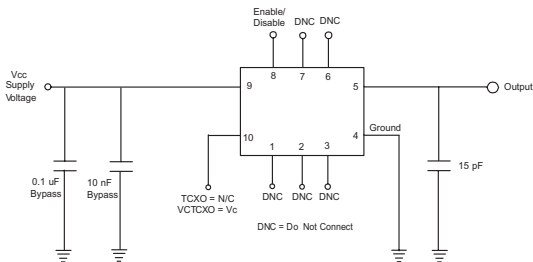 Enable/
Disable
DNC DNC
8 7 6
Vcc
Supply
Voltage
9
5
Output
10
4
Ground
1 2 3
0.1 uF
Bypass
10 nF
Bypass
15 pF
TCXO = N/C
VCTCXO = Vc
DNC DNC DNC
DNC = Do Not Connect